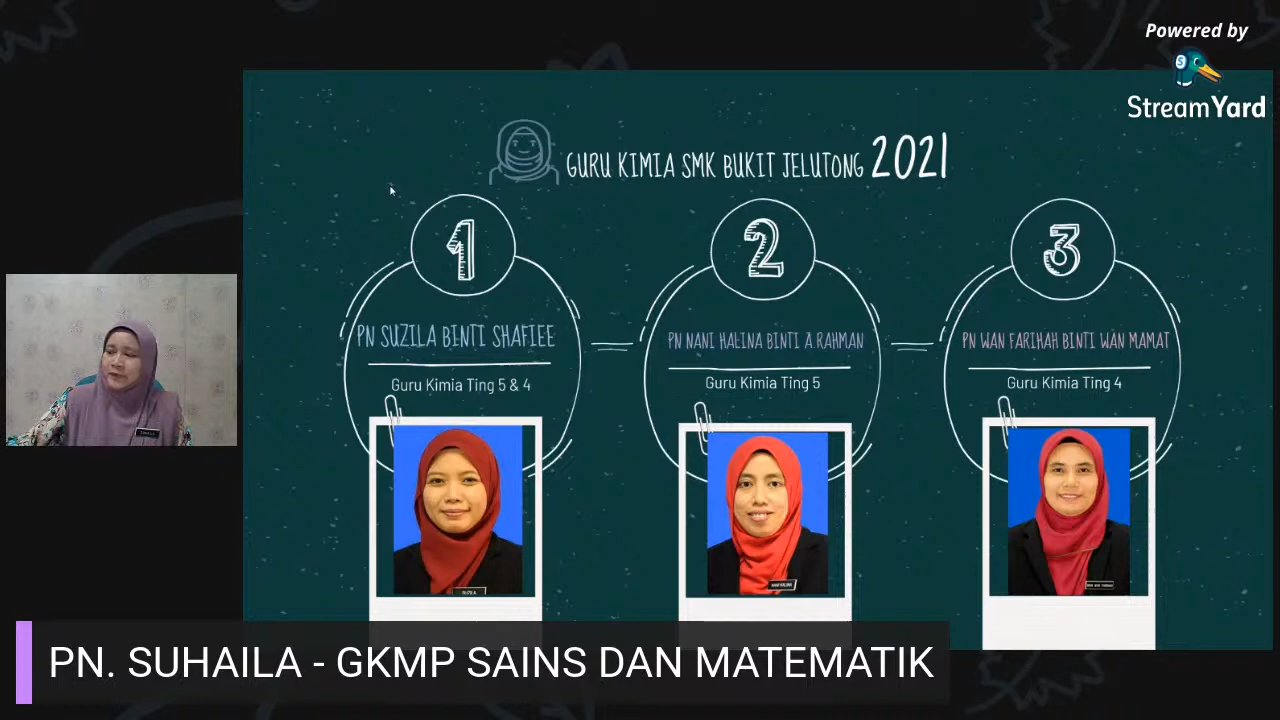 Powered by
StreamYard
GURU KIMIA SMK BUKIT JELUTONG 2021
1
PN SUZILA BINTI SHAFIEE
Guru Kimia Ting 5 & 4
2
PN NANI HALINA BINTI A.RAHMAN
Guru Kimia Ting 5
3
PN WAN FARIHAH BINTI WAN MAMAT
Guru Kimia Ting 4
PN. SUHAILA - GKMP SAINS DAN MATEMATIK